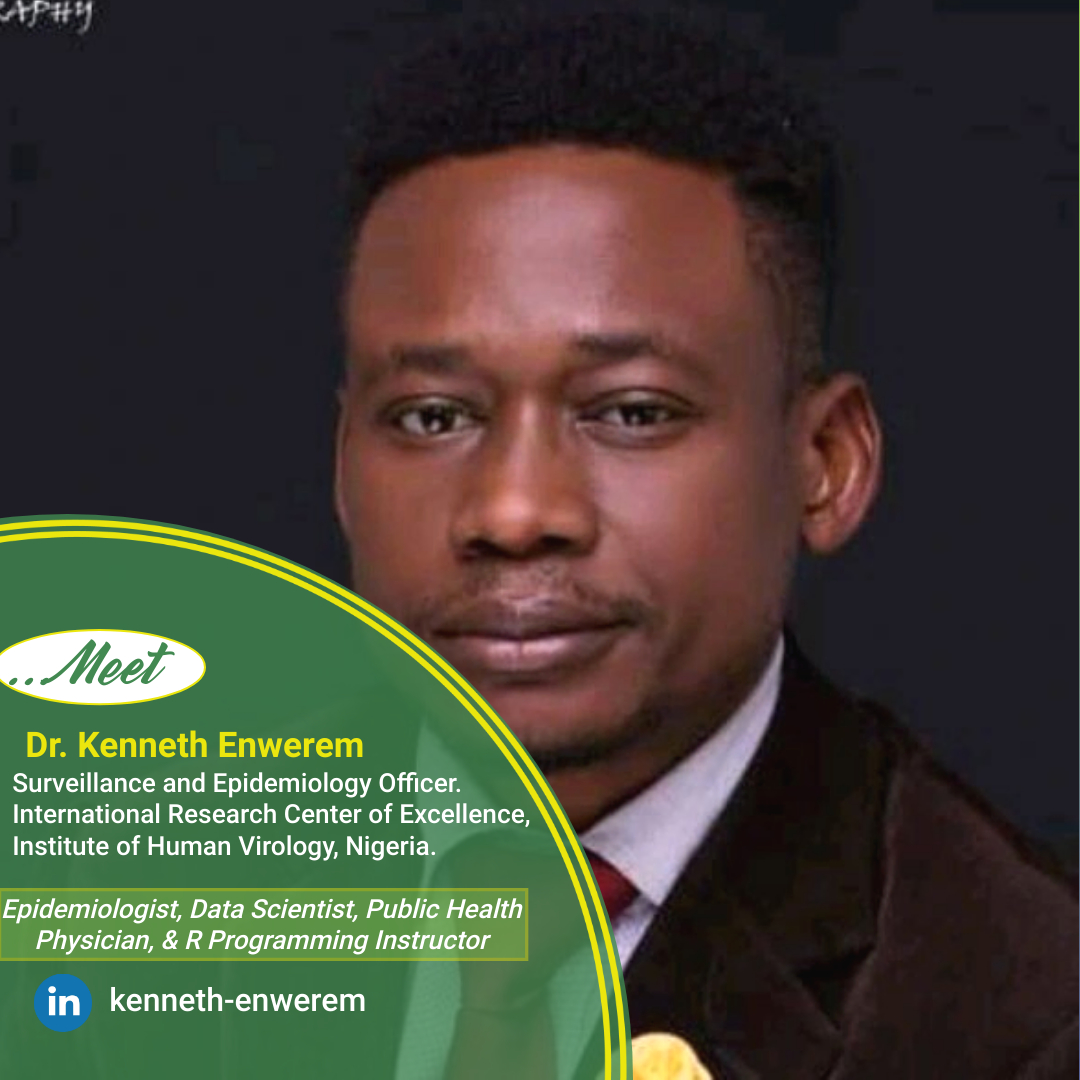 ...Meet
Dr. Kenneth Enwerem
Surveillance and Epidemiology Officer.
International Research Center of Excellence,
Institute of Human Virology, Nigeria.
Epidemiologist, Data Scientist, Public Health
Physician, & R Programming Instructor
in kenneth-enwerem